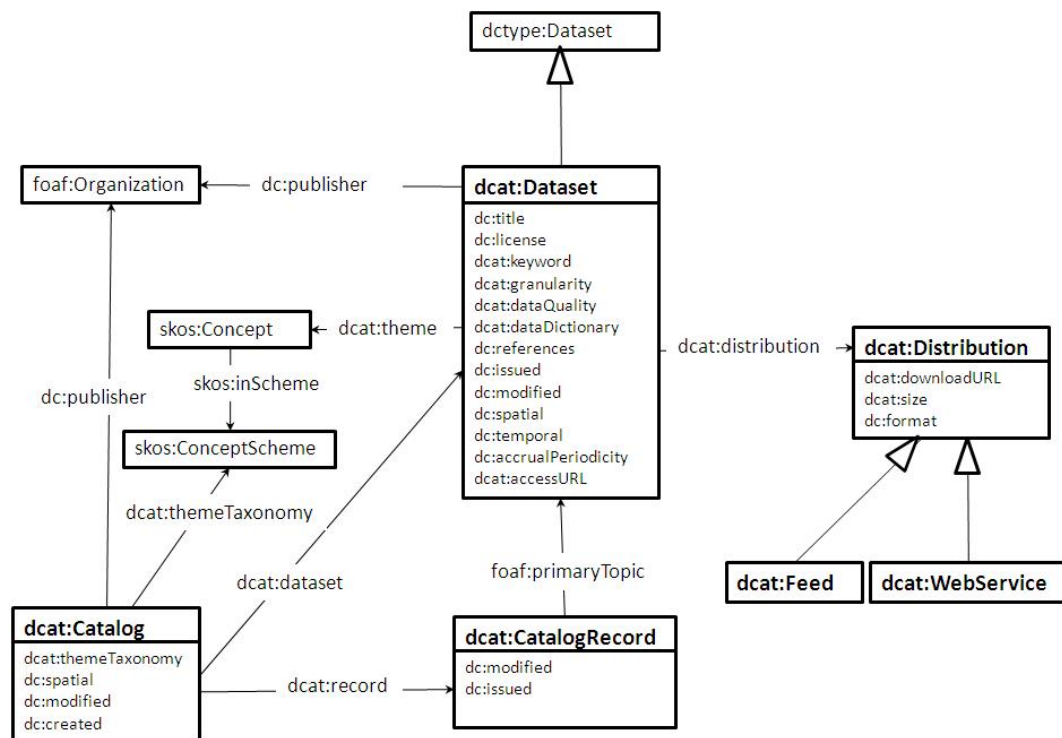 dctype:Dataset
foaf:Organization
dc:publisher
dcat:Dataset
dc:title
dc:license
dcat:keyword
dcat:granularity
dcat:dataQuality
dcat:dataDictionary
dc:references
dc:issued
dc:modified
dc:spatial
dc:temporal
dc:accrualPeriodicity
dcat:accessURL
skos:Concept
dcat:theme
skos:inScheme
dc:publisher
skos:ConceptScheme
dcat:distribution
dcat:Distribution
dcat:downloadURL
dcat:size
dc:format
dcat:themeTaxonomy
dcat:dataset
foaf:primaryTopic
dcat:Feed
dcat:WebService
dcat:Catalog
dcat:themeTaxonomy
dc:spatial
dc:modified
dc:created
dcat:record
dcat:CatalogRecord
dc:modified
dc:issued